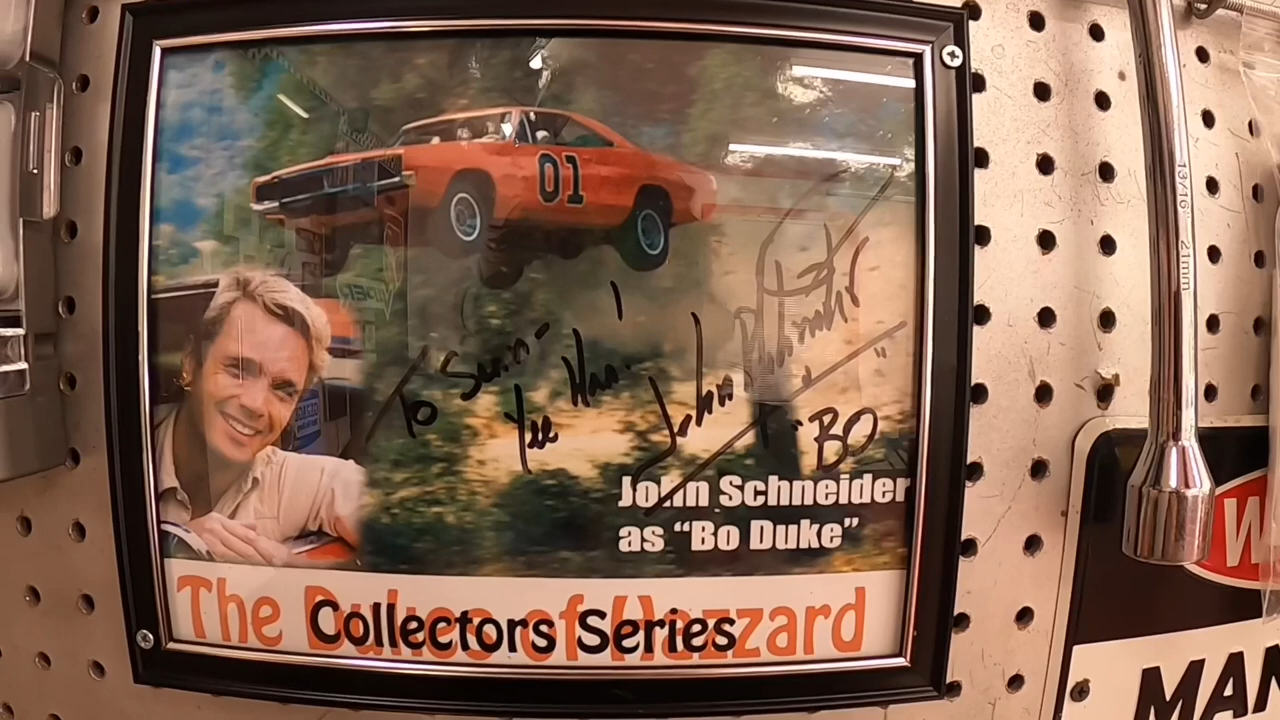 01
To
Yee Haa!
John Schneider
"BO"
John Schneider
as “Bo Duke”
The Dukes of Hazzard
Collectors Series
13/16" 21mm
W
MAN